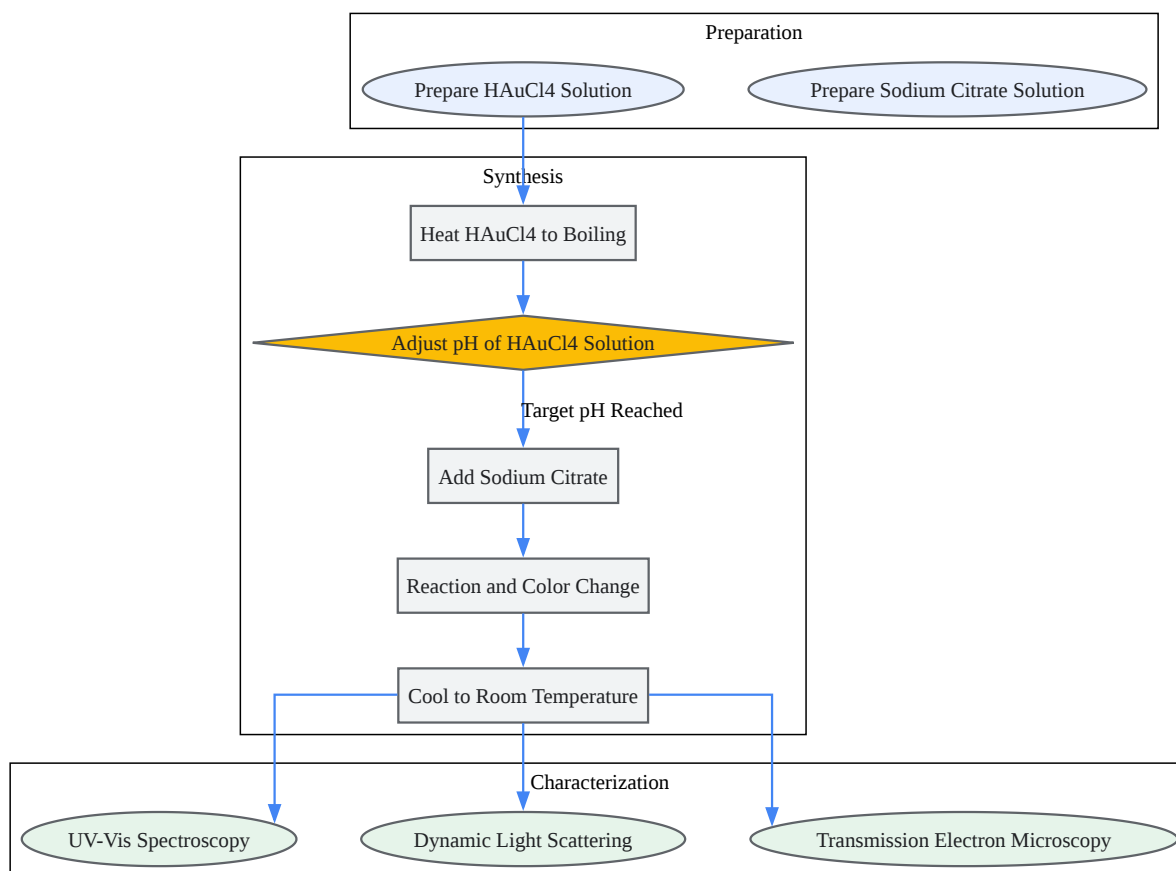 Preparation
Prepare HAuCl4 Solution
Prepare Sodium Citrate Solution
Synthesis
Heat HAuCl4 to Boiling
Adjust pH of HAuCl4 Solution
Target pH Reached
Add Sodium Citrate
Reaction and Color Change
Cool to Room Temperature
Characterization
UV-Vis Spectroscopy
Dynamic Light Scattering
Transmission Electron Microscopy